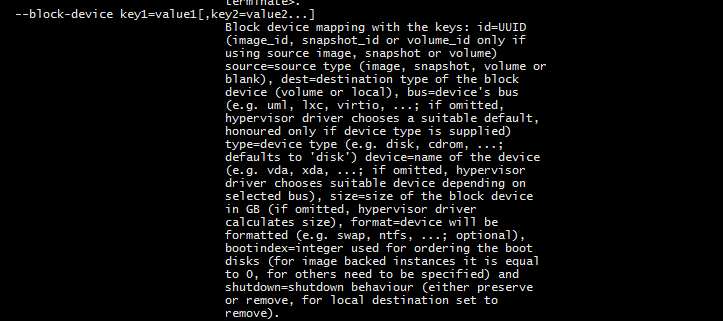 terminate>.
--block-device key1=value1[,key2=value2...]
Block device mapping with the keys: id=UUID
(image_id, snapshot_id or volume_id only if
using source image, snapshot or volume)
source=source type (image, snapshot, volume or
blank), dest=destination type of the block
device (volume or local), bus=device's bus
(e.g. uml, lxc, virtio, ...; if omitted,
hypervisor driver chooses a suitable default,
honoured only if device type is supplied)
type=device type (e.g. disk, cdrom, ...;
defaults to 'disk') device=name of the device
(e.g. vda, xda, ...; if omitted, hypervisor
driver chooses suitable device depending on
selected bus), size=size of the block device
in GB (if omitted, hypervisor driver
calculates size), format=device will be
formatted (e.g. swap, ntfs, ...; optional),
bootindex=integer used for ordering the boot
disks (for image backed instances it is equal
to 0, for others need to be specified) and
shutdown=shutdown behaviour (either preserve
or remove, for local destination set to
remove).